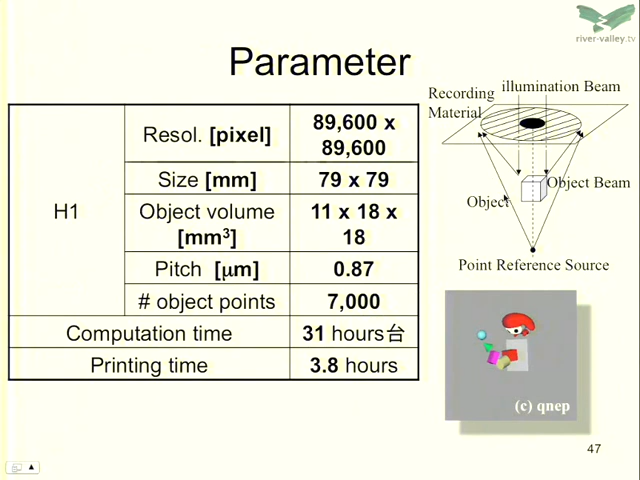 river-valley.tv
Parameter
H1
Resol. [pixel]
89,600 x
89,600
Size [mm]
79 x 79
Object volume
[mm3]
11 x 18 x
18
Pitch [μm]
0.87
# object points
7,000
Computation time
31 hours台
Printing time
3.8 hours
Recording
Material
illumination Beam
Object Beam
Object
Point Reference Source
(c) qnep
47